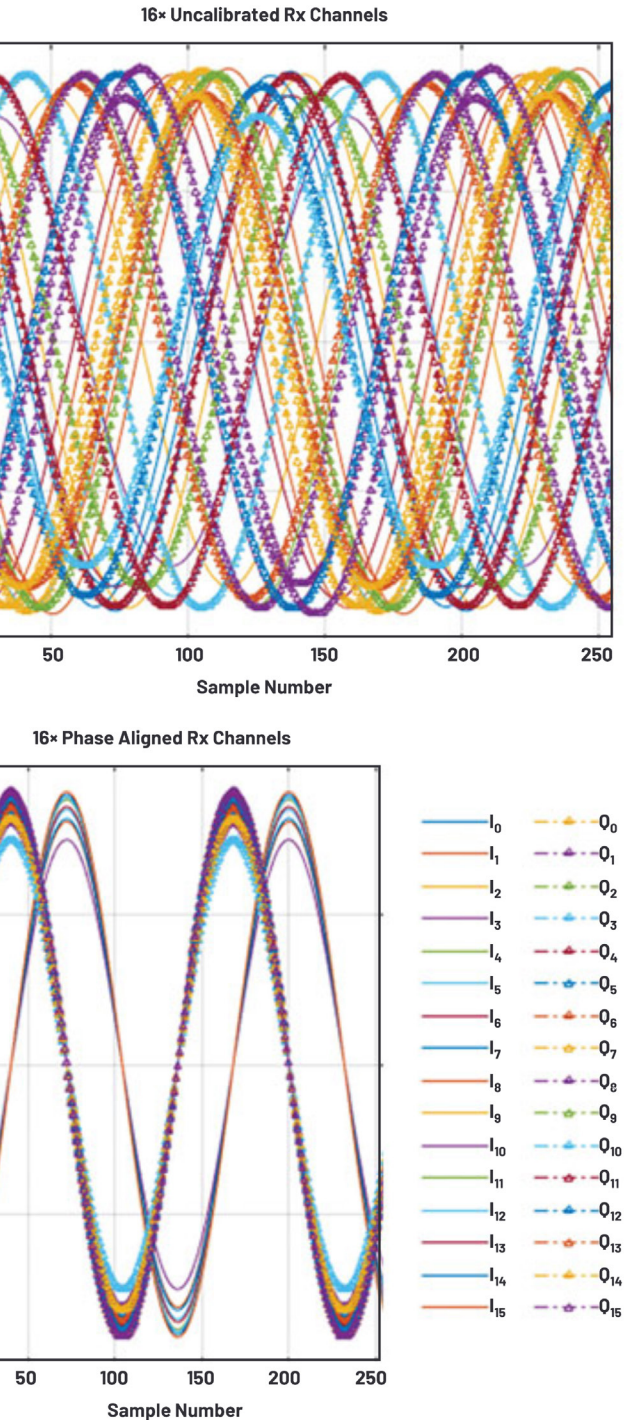 16× Uncalibrated Rx Channels
50 100 150 200 250
Sample Number
16× Phase Aligned Rx Channels
I0 Q0
I1 Q1
I2 Q2
I3 Q3
I4 Q4
I5 Q5
I6 Q6
I7 Q7
I8 Q8
I9 Q9
I10 Q10
I11 Q11
I12 Q12
I13 Q13
I14 Q14
I15 Q15
50 100 150 200 250
Sample Number